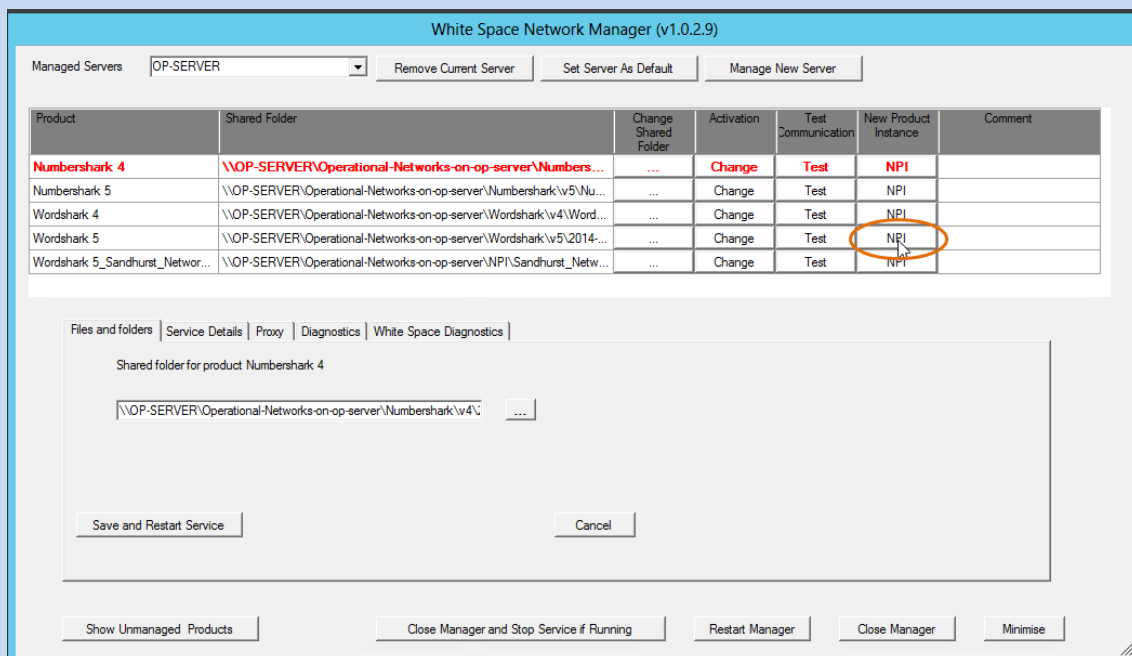 White Space Network Manager (v1.0.2.9)
Managed Servers OP-SERVER Remove Current Server Set Server As Default Manage New Server
Product Shared Folder Change Shared Folder Activation Test Communication New Product Instance Comment
Numbershark 4 \\OP-SERVER\Operational-Networks-on-op-server\Numbers... ... Change Test NPI
Numbershark 5 \\OP-SERVER\Operational-Networks-on-op-server\Numbershark\v5\Nu... ... Change Test NPI
Wordshark 4 \\OP-SERVER\Operational-Networks-on-op-server\Wordshark\v4\Word... ... Change Test NPI
Wordshark 5 \\OP-SERVER\Operational-Networks-on-op-server\Wordshark\v5\2014-... ... Change Test NPI
Wordshark 5_Sandhurst_Networ... \\OP-SERVER\Operational-Networks-on-op-server\NPI\Sandhurst_Netw... ... Change Test NPI
Files and folders Service Details Proxy Diagnostics White Space Diagnostics
Shared folder for product Numbershark 4
\\OP-SERVER\Operational-Networks-on-op-server\Numbershark\v4\ ...
Save and Restart Service Cancel
Show Unmanaged Products Close Manager and Stop Service if Running Restart Manager Close Manager Minimise